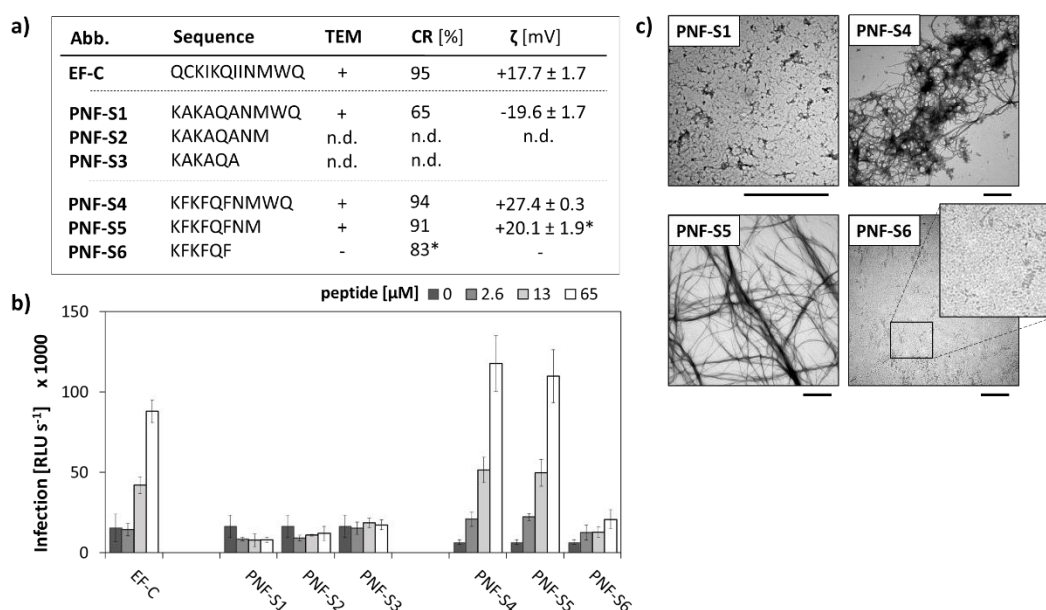 a)
Abb. Sequence TEM CR [%] ζ [mV]
EF-C QCKIKQIINMWQ + 95 +17.7 ± 1.7
PNF-S1 KAKAQANMWQ + 65 -19.6 ± 1.7
PNF-S2 KAKAQANM n.d. n.d. n.d.
PNF-S3 KAKAQA n.d. n.d.
PNF-S4 KFKFQFNMWQ + 94 +27.4 ± 0.3
PNF-S5 KFKFQFNM + 91 +20.1 ± 1.9*
PNF-S6 KFKFQF - 83* -
b)
peptide [µM] 0 2.6 13 65
Infection [RLU s⁻¹] x 1000
150
100
50
0
EF-C
PNF-S1
PNF-S2
PNF-S3
PNF-S4
PNF-S5
PNF-S6
c)
PNF-S1 PNF-S4
PNF-S5 PNF-S6